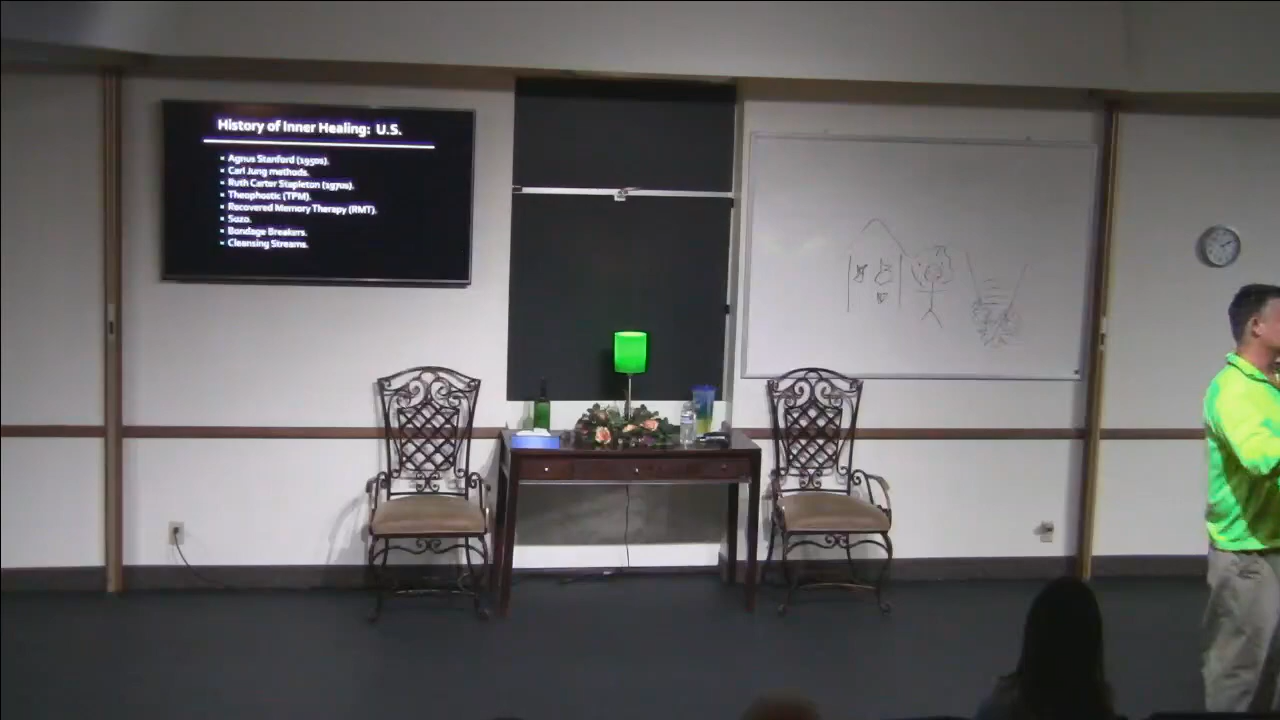 History of Inner Healing: U.S.
▪ Agnus Stanford (1950s).
▪ Carl Jung methods.
▪ Ruth Carter Stapleton (1970s).
▪ Theophostic (TPM).
▪ Recovered Memory Therapy (RMT).
▪ Sozo.
▪ Bondage Breakers.
▪ Cleansing Streams.